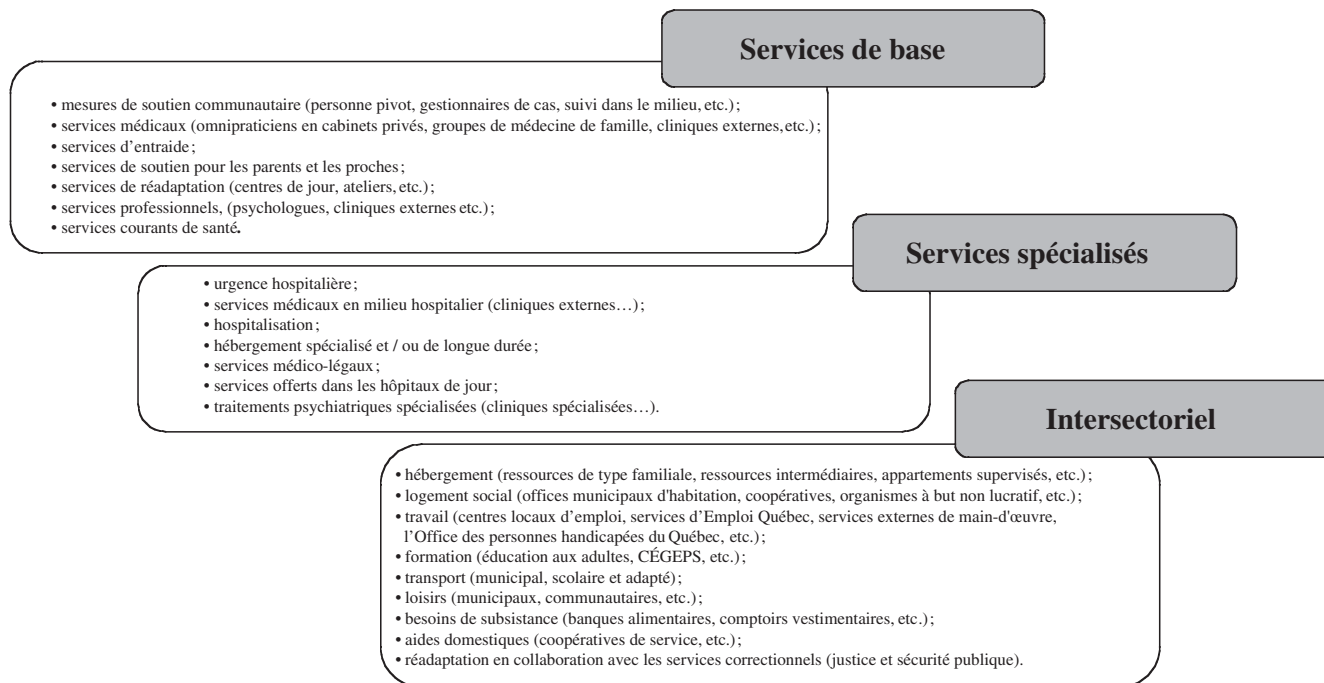 Services de base
• mesures de soutien communautaire (personne pivot, gestionnaires de cas, suivi dans le milieu, etc.);
• services médicaux (omnipraticiens en cabinets privés, groupes de médecine de famille, cliniques externes, etc.);
• services d’entraide;
• services de soutien pour les parents et les proches;
• services de réadaptation (centres de jour, ateliers, etc.);
• services professionnels, (psychologues, cliniques externes etc.);
• services courants de santé.
Services spécialisés
• urgence hospitalière;
• services médicaux en milieu hospitalier (cliniques externes…);
• hospitalisation;
• hébergement spécialisé et / ou de longue durée;
• services médico-légaux;
• services offerts dans les hôpitaux de jour;
• traitements psychiatriques spécialisées (cliniques spécialisées…).
Intersectoriel
• hébergement (ressources de type familiale, ressources intermédiaires, appartements supervisés, etc.);
• logement social (offices municipaux d'habitation, coopératives, organismes à but non lucratif, etc.);
• travail (centres locaux d’emploi, services d’Emploi Québec, services externes de main-d'œuvre,
l’Office des personnes handicapées du Québec, etc.);
• formation (éducation aux adultes, CÉGEPS, etc.);
• transport (municipal, scolaire et adapté);
• loisirs (municipaux, communautaires, etc.);
• besoins de subsistance (banques alimentaires, comptoirs vestimentaires, etc.);
• aides domestiques (coopératives de service, etc.);
• réadaptation en collaboration avec les services correctionnels (justice et sécurité publique).